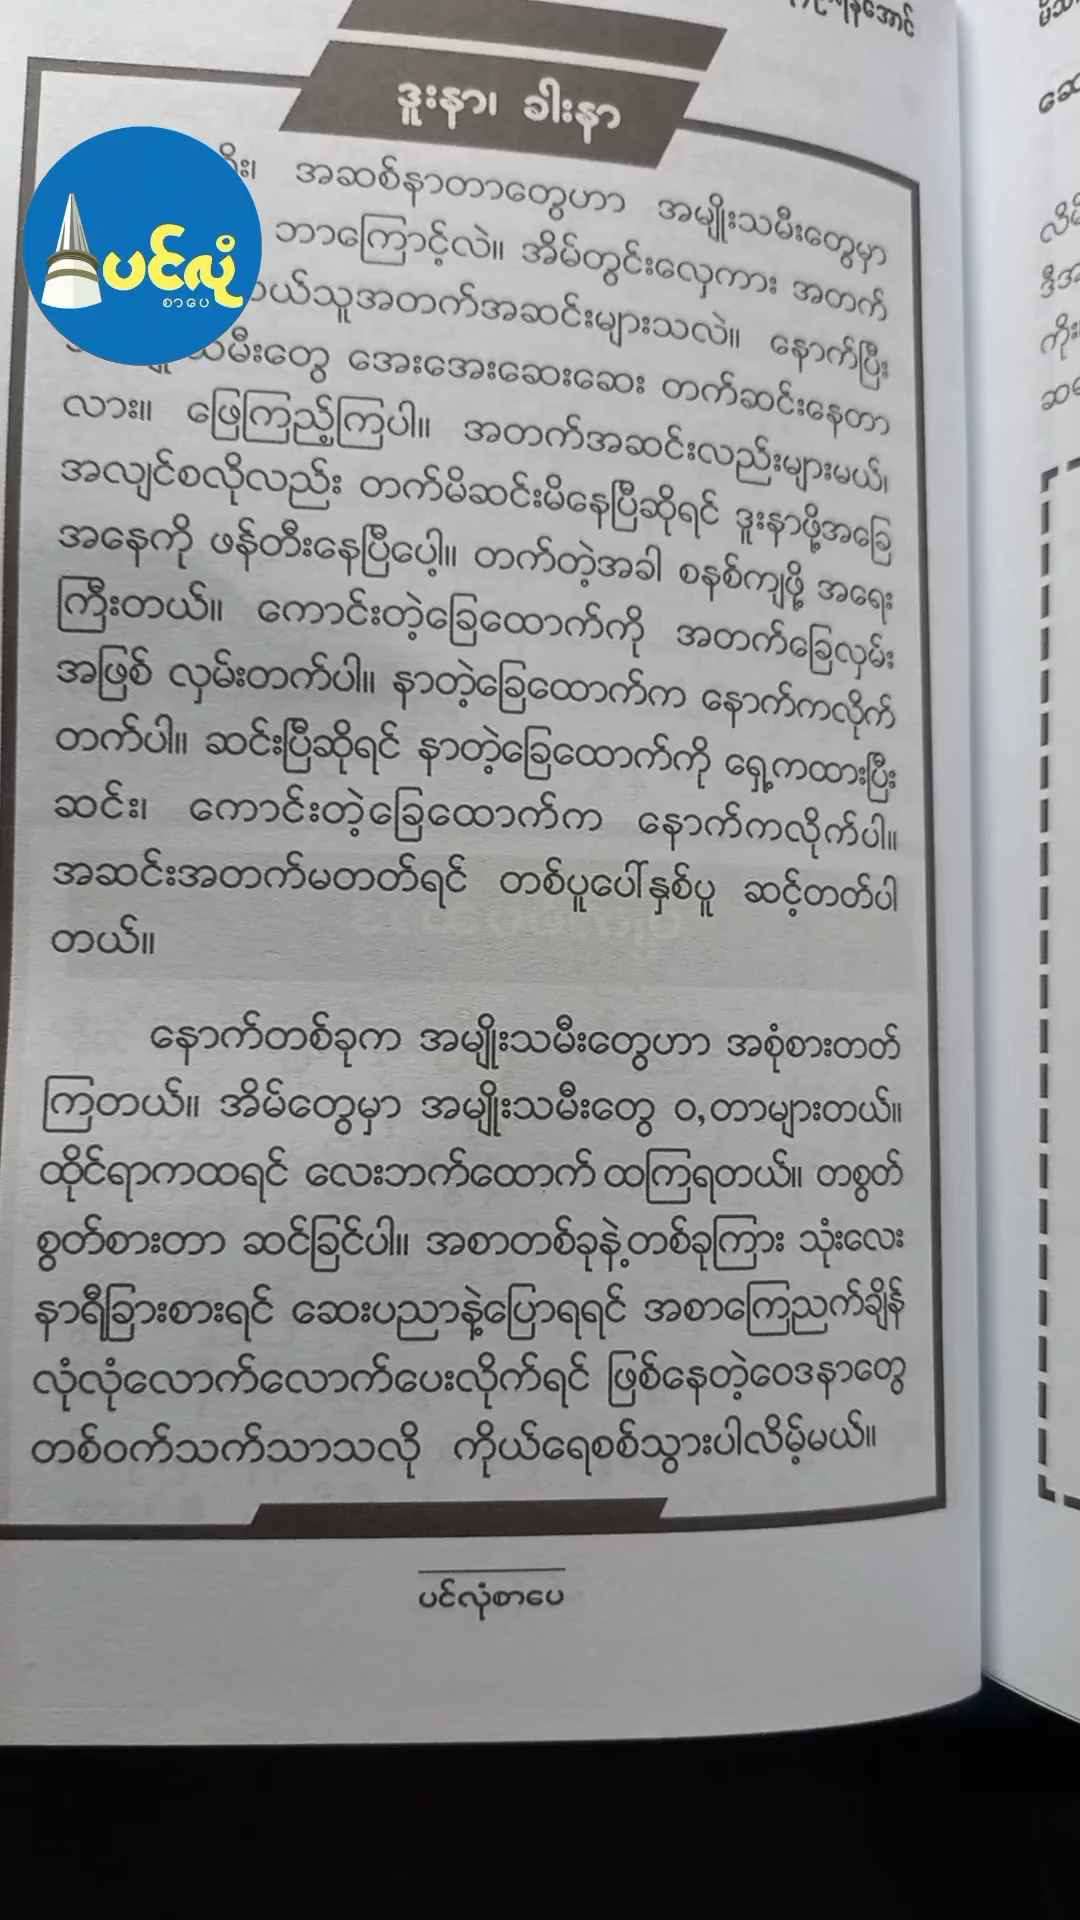 ဒူးနာ၊ ခါးနာ
အဆစ်နာတာတွေဟာ အမျိုးသမီးတွေမှာ
ဘာကြောင့်လဲ။ အိမ်တွင်းလှေကား အတက်
အတက်အဆင်းများသလဲ။ နောက်ပြီး
အေးအေးဆေးဆေး တက်ဆင်းနေတာ
လား။ ဖြေကြည့်ကြပါ။ အတက်အဆင်းလည်းများမယ်၊
အလျင်စလိုလည်း တက်မိဆင်းမိနေပြီဆိုရင် ဒူးနာဖို့အခြေ
အနေကို ဖန်တီးနေပြီပေါ့။ တက်တဲ့အခါ စနစ်ကျဖို့ အရေး
ကြီးတယ်။ ကောင်းတဲ့ခြေထောက်ကို အတက်ခြေလှမ်း
အဖြစ် လှမ်းတက်ပါ။ နာတဲ့ခြေထောက်က နောက်ကလိုက်
တက်ပါ။ ဆင်းပြီဆိုရင် နာတဲ့ခြေထောက်ကို ရှေ့ကထားပြီး
ဆင်း၊ ကောင်းတဲ့ခြေထောက်က နောက်ကလိုက်ပါ။
အဆင်းအတက်မတတ်ရင် တစ်ပူပေါ်နှစ်ပူ ဆင့်တတ်ပါ
တယ်။
နောက်တစ်ခုက အမျိုးသမီးတွေဟာ အစုံစားတတ်
ကြတယ်။ အိမ်တွေမှာ အမျိုးသမီးတွေ ဝ,တာများတယ်။
ထိုင်ရာကထရင် လေးဘက်ထောက် ထကြရတယ်။ တစွတ်
စွတ်စားတာ ဆင်ခြင်ပါ။ အစာတစ်ခုနဲ့တစ်ခုကြား သုံးလေး
နာရီခြားစားရင် ဆေးပညာနဲ့ပြောရရင် အစာကြေညက်ချိန်
လုံလုံလောက်လောက်ပေးလိုက်ရင် ဖြစ်နေတဲ့ဝေဒနာတွေ
တစ်ဝက်သက်သာသလို ကိုယ်ရေစစ်သွားပါလိမ့်မယ်။
ပင်လုံစာပေ
ပင်လုံ
စာပေ